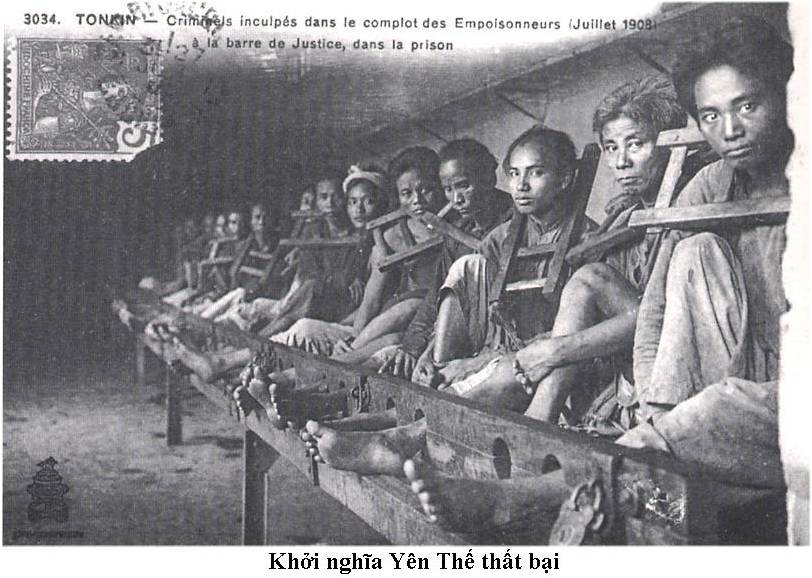 3034. TONKIN - Criminels inculpés dans le complot des Empoisonneurs (Juillet 1908)
à la barre de Justice, dans la prison
5
Khởi nghĩa Yên Thế thất bại